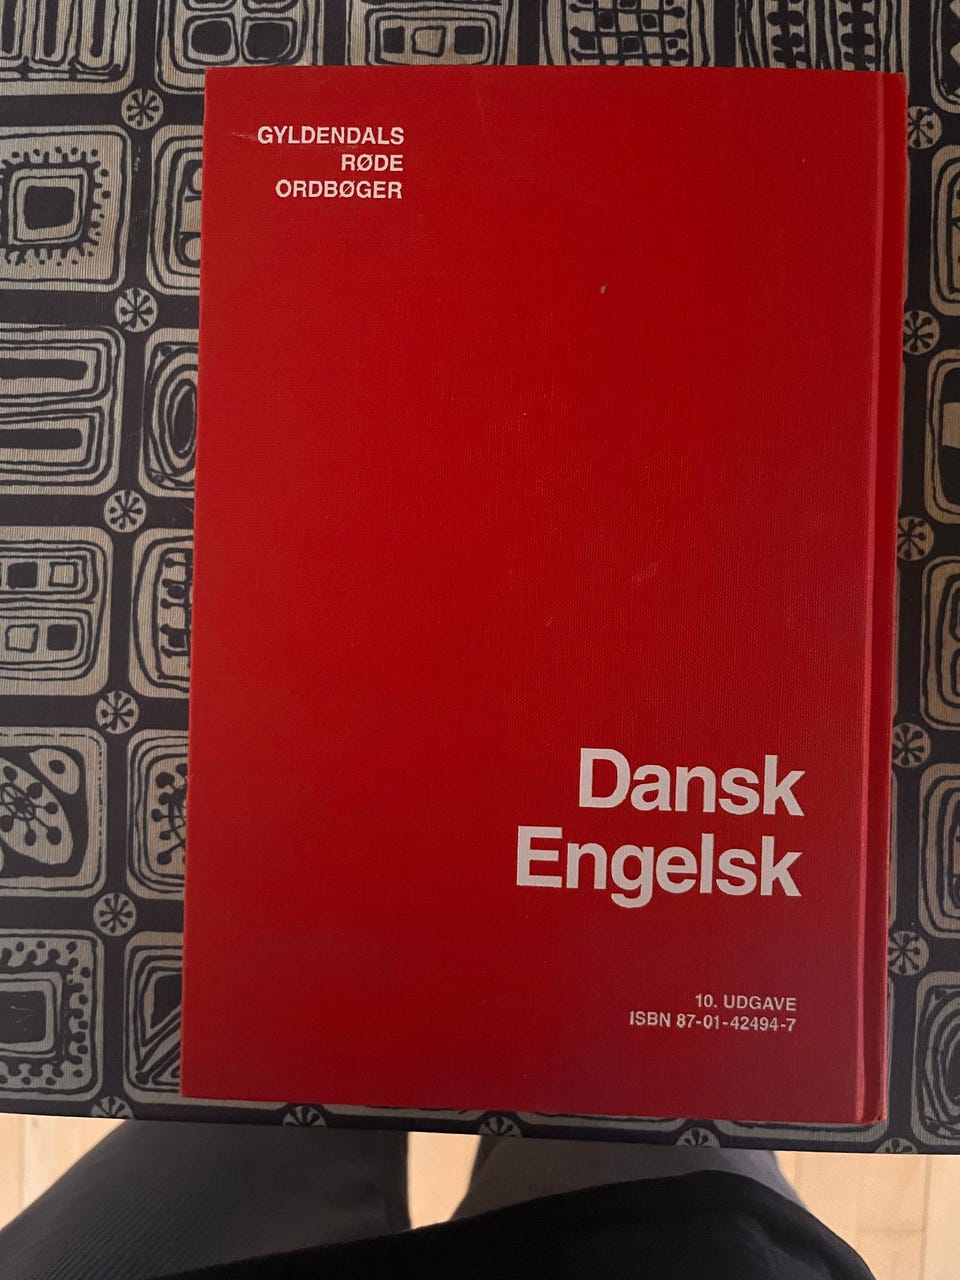 GYLDENDALS
RØDE
ORDBØGER
Dansk
Engelsk
10. UDGAVE
ISBN 87-01-42494-7